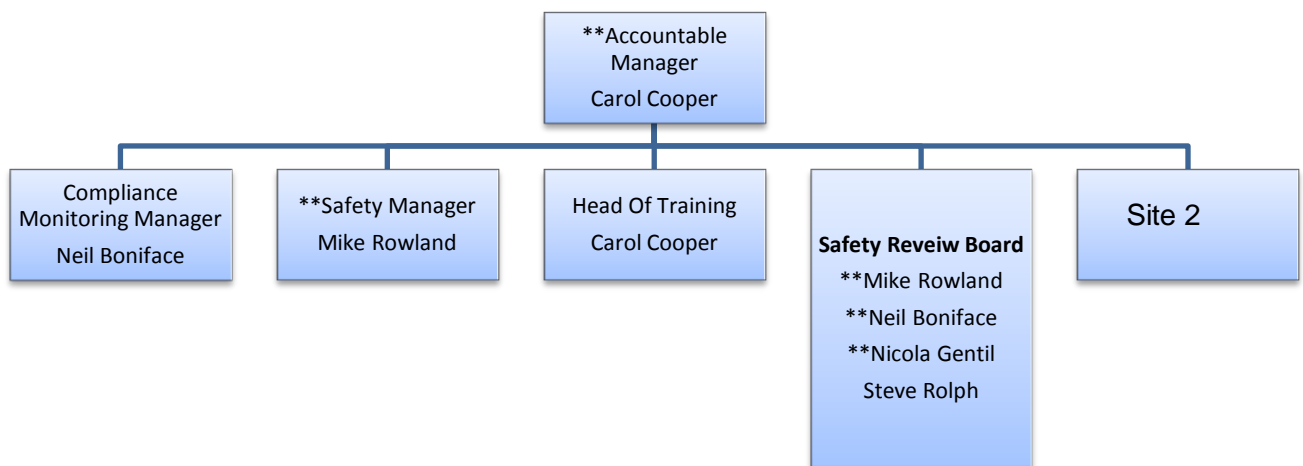 **Accountable
Manager
Carol Cooper
Compliance
Monitoring Manager
Neil Boniface
**Safety Manager
Mike Rowland
Head Of Training
Carol Cooper
Safety Reveiw Board
**Mike Rowland
**Neil Boniface
**Nicola Gentil
Steve Rolph
Site 2